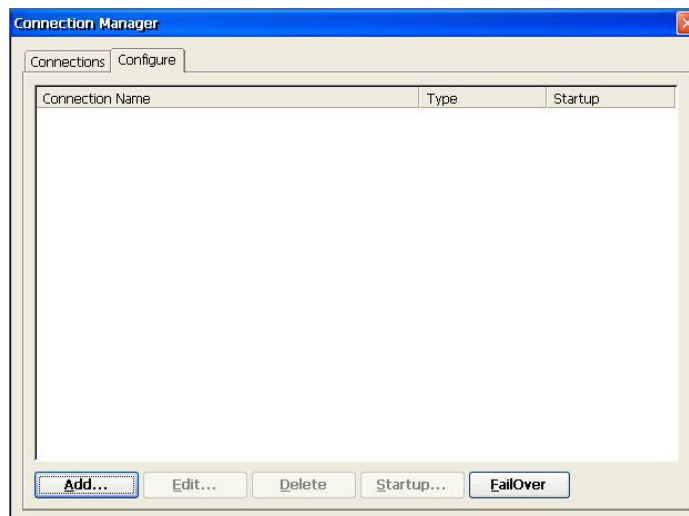 Connection Manager
Connections Configure
Connection Name Type Startup
Add... Edit... Delete Startup... FailOver